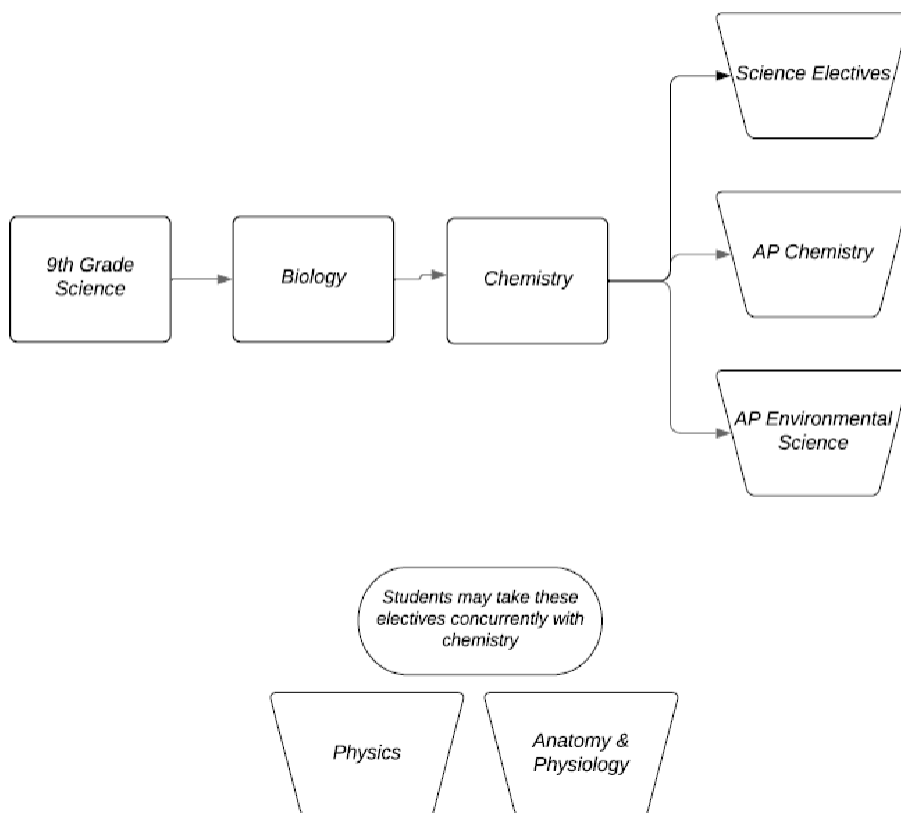 Science Electives
9th Grade
Science
Biology
Chemistry
AP Chemistry
AP Environmental
Science
Students may take these
electives concurrently with
chemistry
Physics
Anatomy &
Physiology